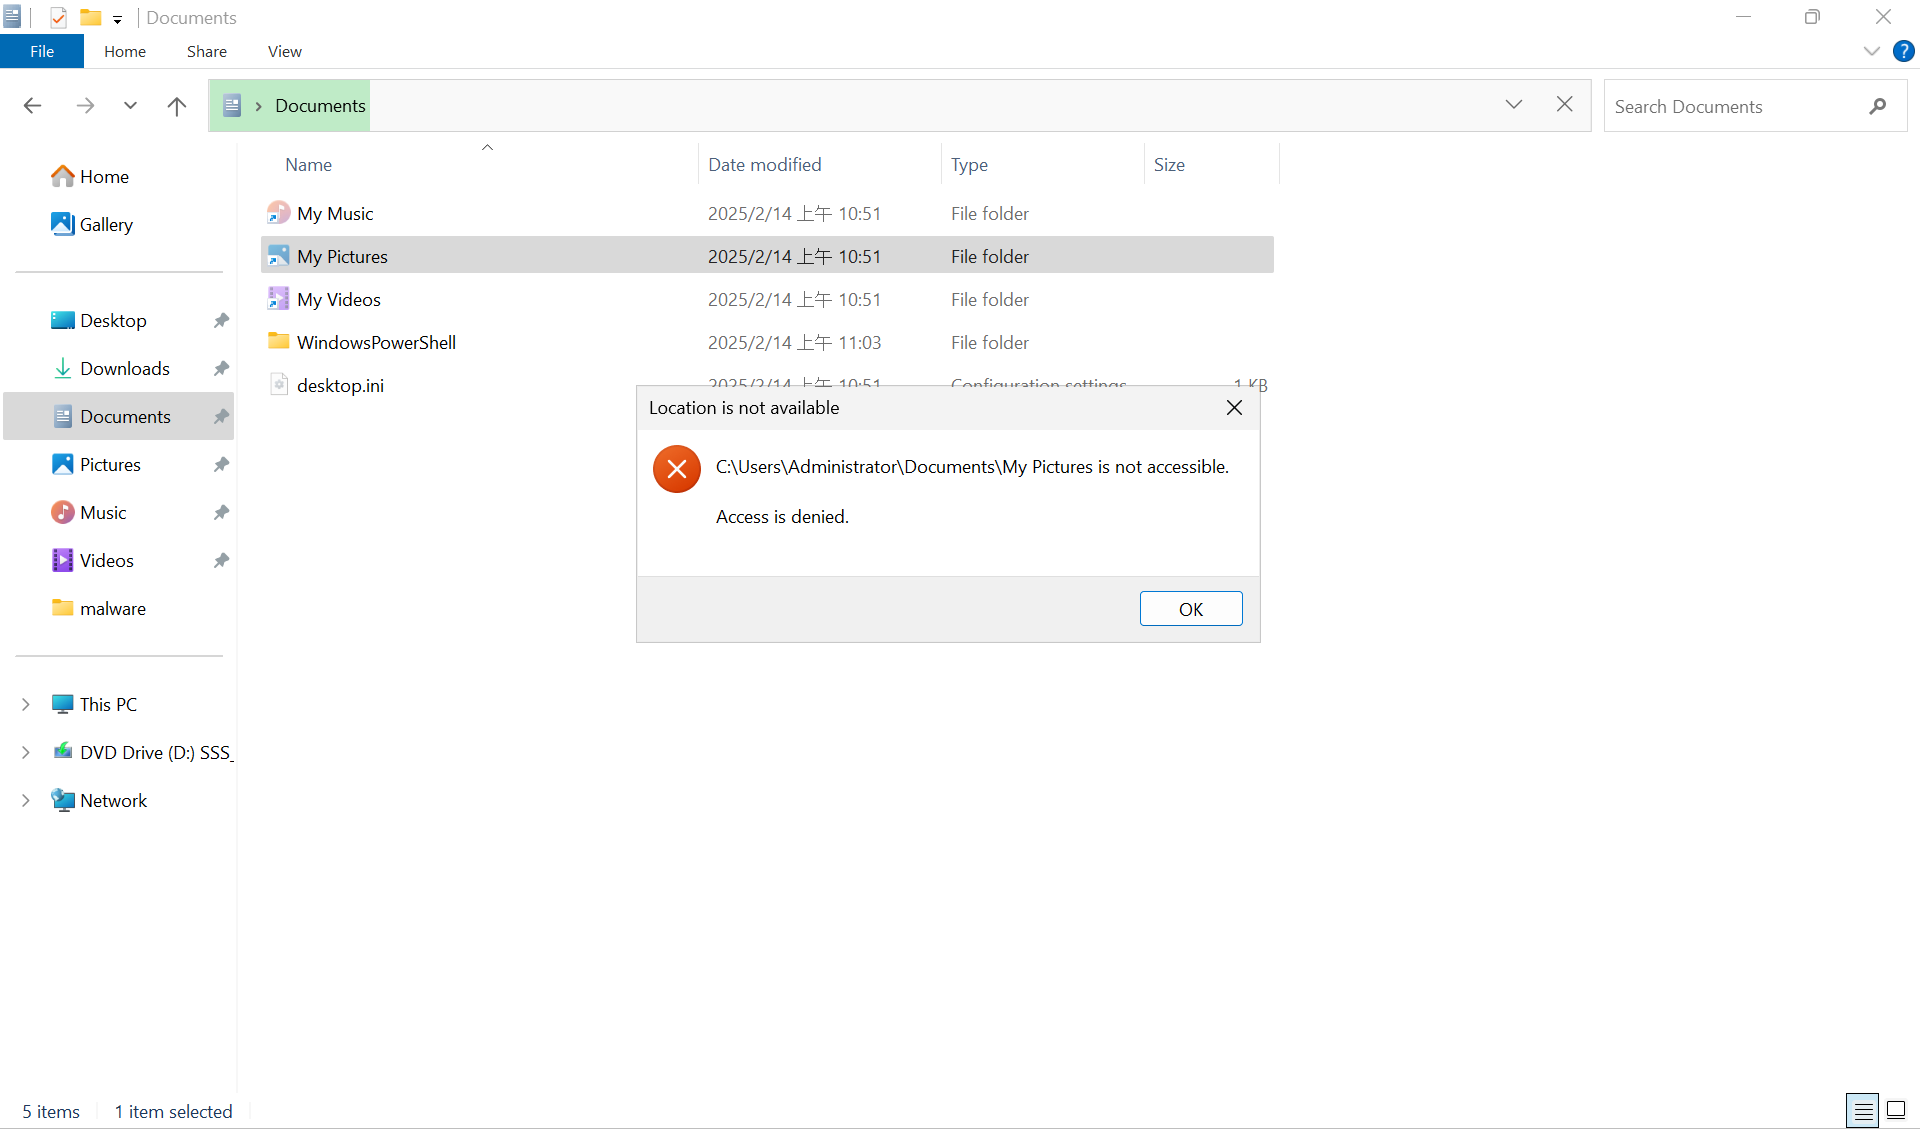 Documents
File Home Share View
Documents
Search Documents
Name Date modified Type Size
Home
Gallery
Desktop
Downloads
Documents
Pictures
Music
Videos
malware
This PC
DVD Drive (D:) SSS_
Network
My Music 2025/2/14 上午 10:51 File folder
My Pictures 2025/2/14 上午 10:51 File folder
My Videos 2025/2/14 上午 10:51 File folder
WindowsPowerShell 2025/2/14 上午 11:03 File folder
desktop.ini 2025/2/14 上午 10:51 Configuration settings 1 KB
Location is not available
C:\Users\Administrator\Documents\My Pictures is not accessible.
Access is denied.
OK
5 items 1 item selected